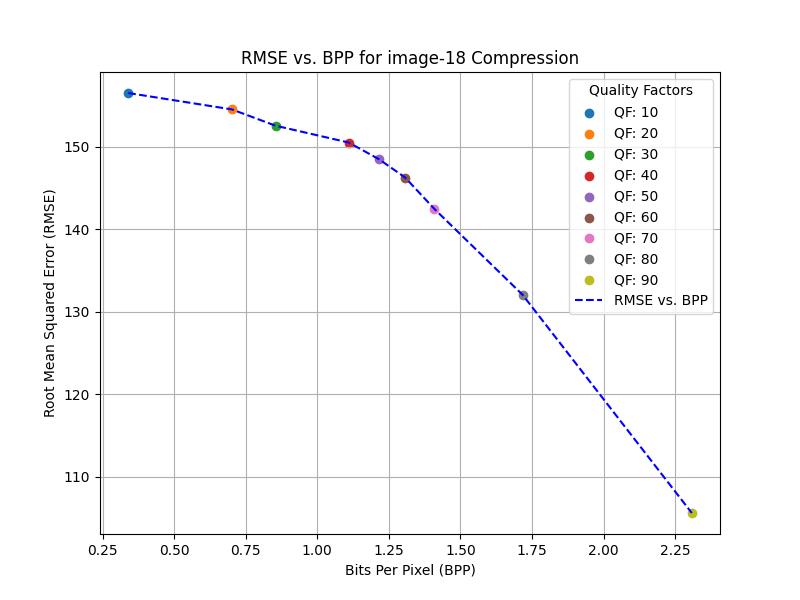 RMSE vs. BPP for image-18 Compression
Root Mean Squared Error (RMSE)
150
140
130
120
110
Quality Factors
QF: 10
QF: 20
QF: 30
QF: 40
QF: 50
QF: 60
QF: 70
QF: 80
QF: 90
RMSE vs. BPP
0.25 0.50 0.75 1.00 1.25 1.50 1.75 2.00 2.25
Bits Per Pixel (BPP)